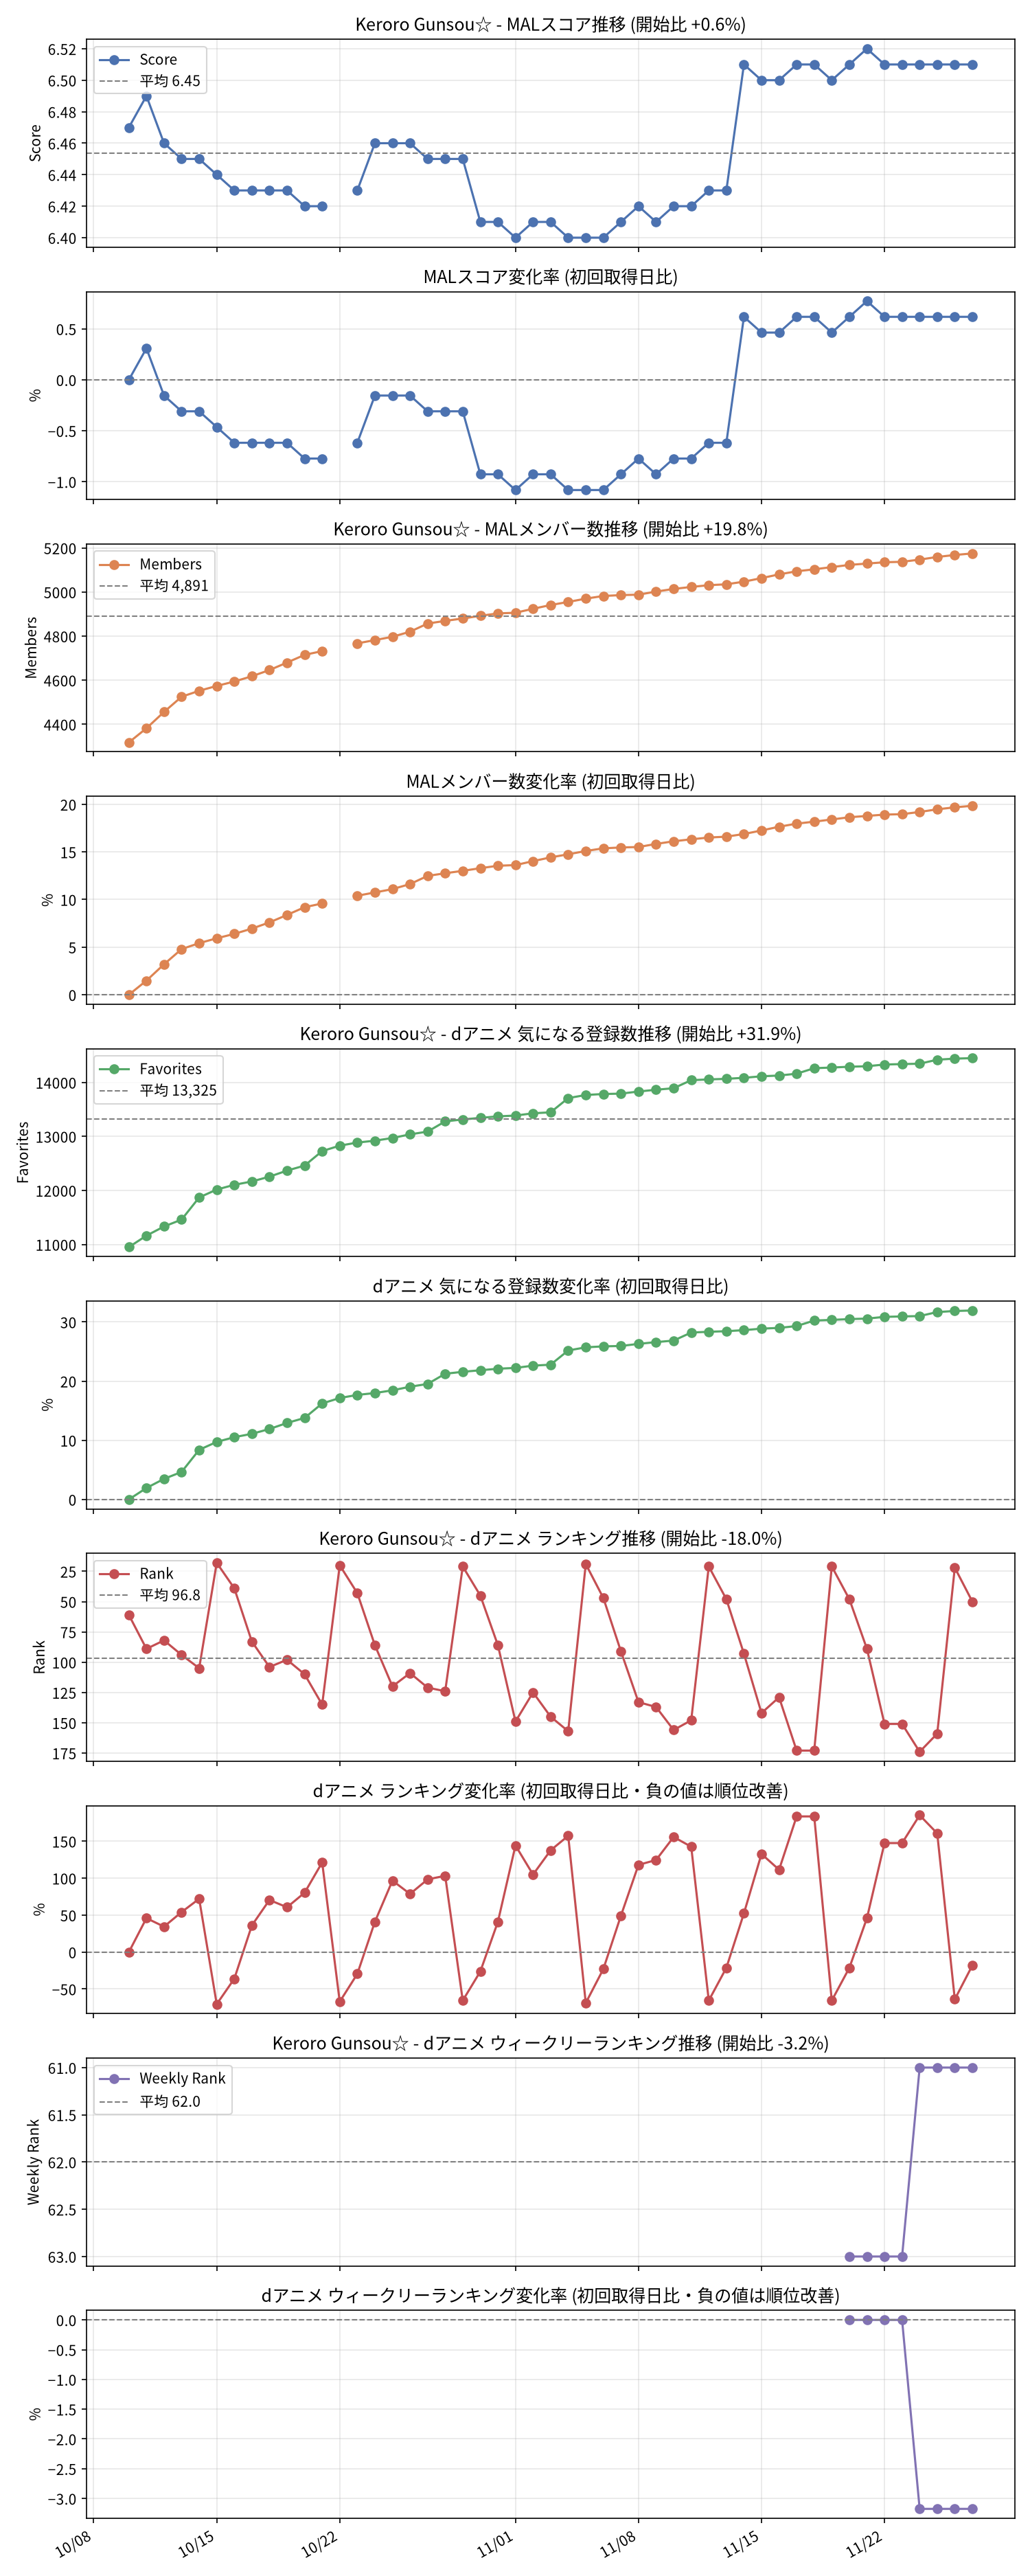 Keroro Gunsou☆ - MALスコア推移 (開始比 +0.6%)
Score
平均 6.45
6.52
6.50
6.48
6.46
6.44
6.42
6.40
Score
MALスコア変化率 (初回取得日比)
0.5
0.0
−0.5
−1.0
%
Keroro Gunsou☆ - MALメンバー数推移 (開始比 +19.8%)
Members
平均 4,891
5200
5000
4800
4600
4400
Members
MALメンバー数変化率 (初回取得日比)
20
15
10
5
0
%
Keroro Gunsou☆ - dアニメ 気になる登録数推移 (開始比 +31.9%)
Favorites
平均 13,325
14000
13000
12000
11000
Favorites
dアニメ 気になる登録数変化率 (初回取得日比)
30
20
10
0
%
Keroro Gunsou☆ - dアニメ ランキング推移 (開始比 -18.0%)
Rank
平均 96.8
25
50
75
100
125
150
175
Rank
dアニメ ランキング変化率 (初回取得日比・負の値は順位改善)
150
100
50
0
−50
%
Keroro Gunsou☆ - dアニメ ウィークリーランキング推移 (開始比 -3.2%)
Weekly Rank
平均 62.0
61.0
61.5
62.0
62.5
63.0
Weekly Rank
dアニメ ウィークリーランキング変化率 (初回取得日比・負の値は順位改善)
0.0
−0.5
−1.0
−1.5
−2.0
−2.5
−3.0
%
10/08
10/15
10/22
11/01
11/08
11/15
11/22